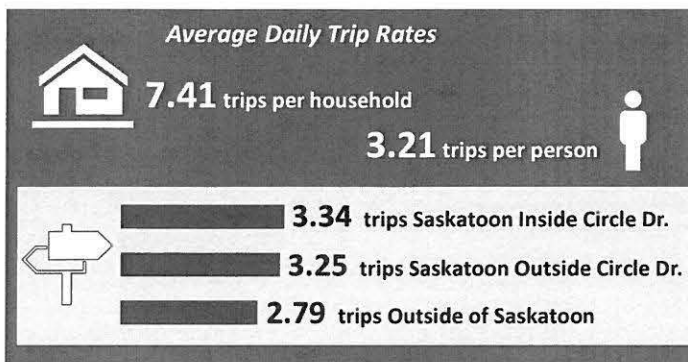 Average Daily Trip Rates
7.41 trips per household
3.21 trips per person
3.34 trips Saskatoon Inside Circle Dr.
3.25 trips Saskatoon Outside Circle Dr.
2.79 trips Outside of Saskatoon